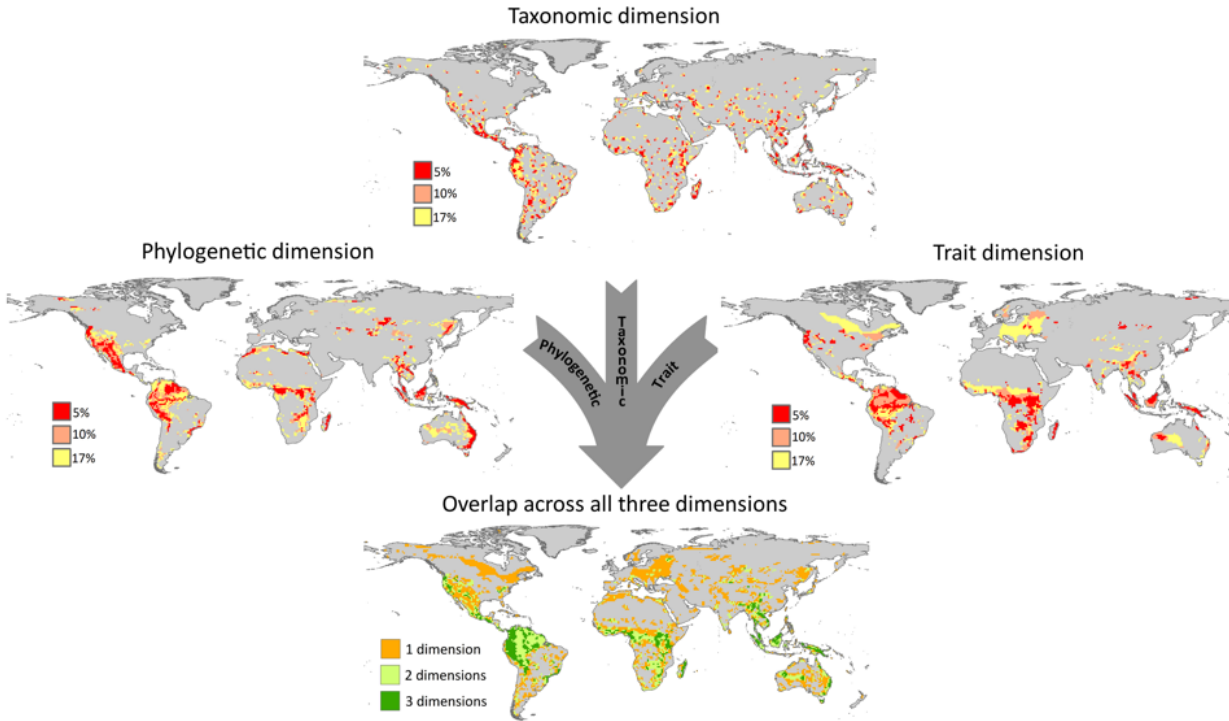 Taxonomic dimension
5%
10%
17%
Phylogenetic dimension
5%
10%
17%
Trait dimension
5%
10%
17%
Phylogenetic
Taxonomic
Trait
Overlap across all three dimensions
1 dimension
2 dimensions
3 dimensions